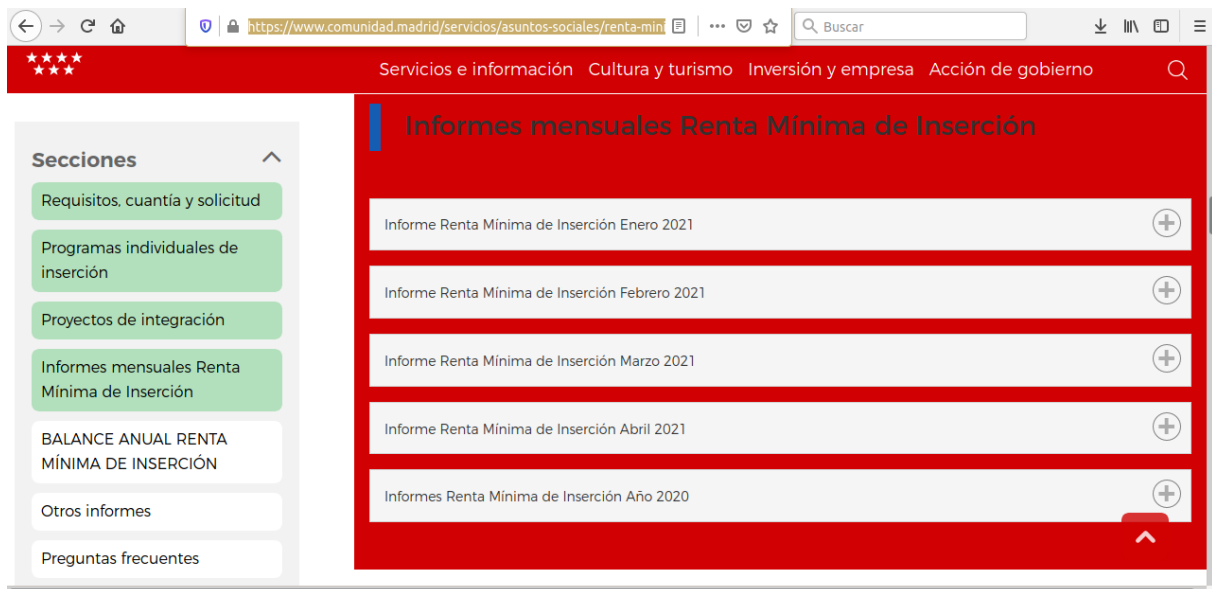 https://www.comunidad.madrid/servicios/asuntos-sociales/renta-mini
Buscar
Servicios e información Cultura y turismo Inversión y empresa Acción de gobierno
Informes mensuales Renta Mínima de Inserción
Secciones
Requisitos, cuantía y solicitud
Programas individuales de
inserción
Proyectos de integración
Informes mensuales Renta
Mínima de Inserción
BALANCE ANUAL RENTA
MÍNIMA DE INSERCIÓN
Otros informes
Preguntas frecuentes
Informe Renta Mínima de Inserción Enero 2021
Informe Renta Mínima de Inserción Febrero 2021
Informe Renta Mínima de Inserción Marzo 2021
Informe Renta Mínima de Inserción Abril 2021
Informes Renta Mínima de Inserción Año 2020